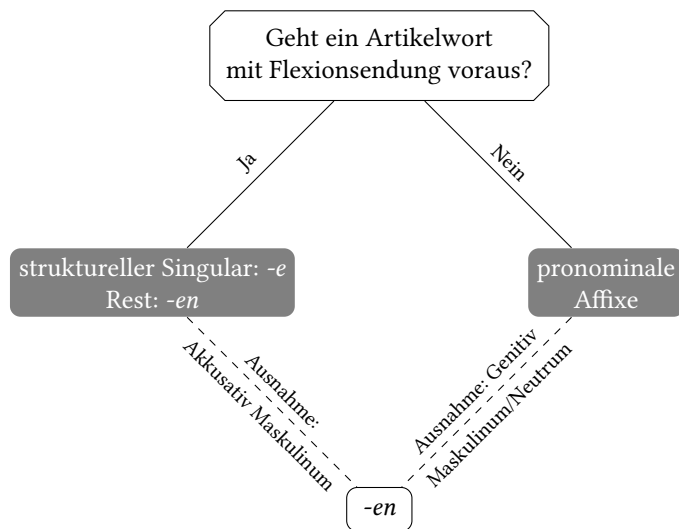 Geht ein Artikelwort
mit Flexionsendung voraus?
Ja
Nein
struktureller Singular: -e
Rest: -en
pronominale
Affixe
Ausnahme:
Akkusativ Maskulinum
Ausnahme: Genitiv
Maskulinum/Neutrum
-en